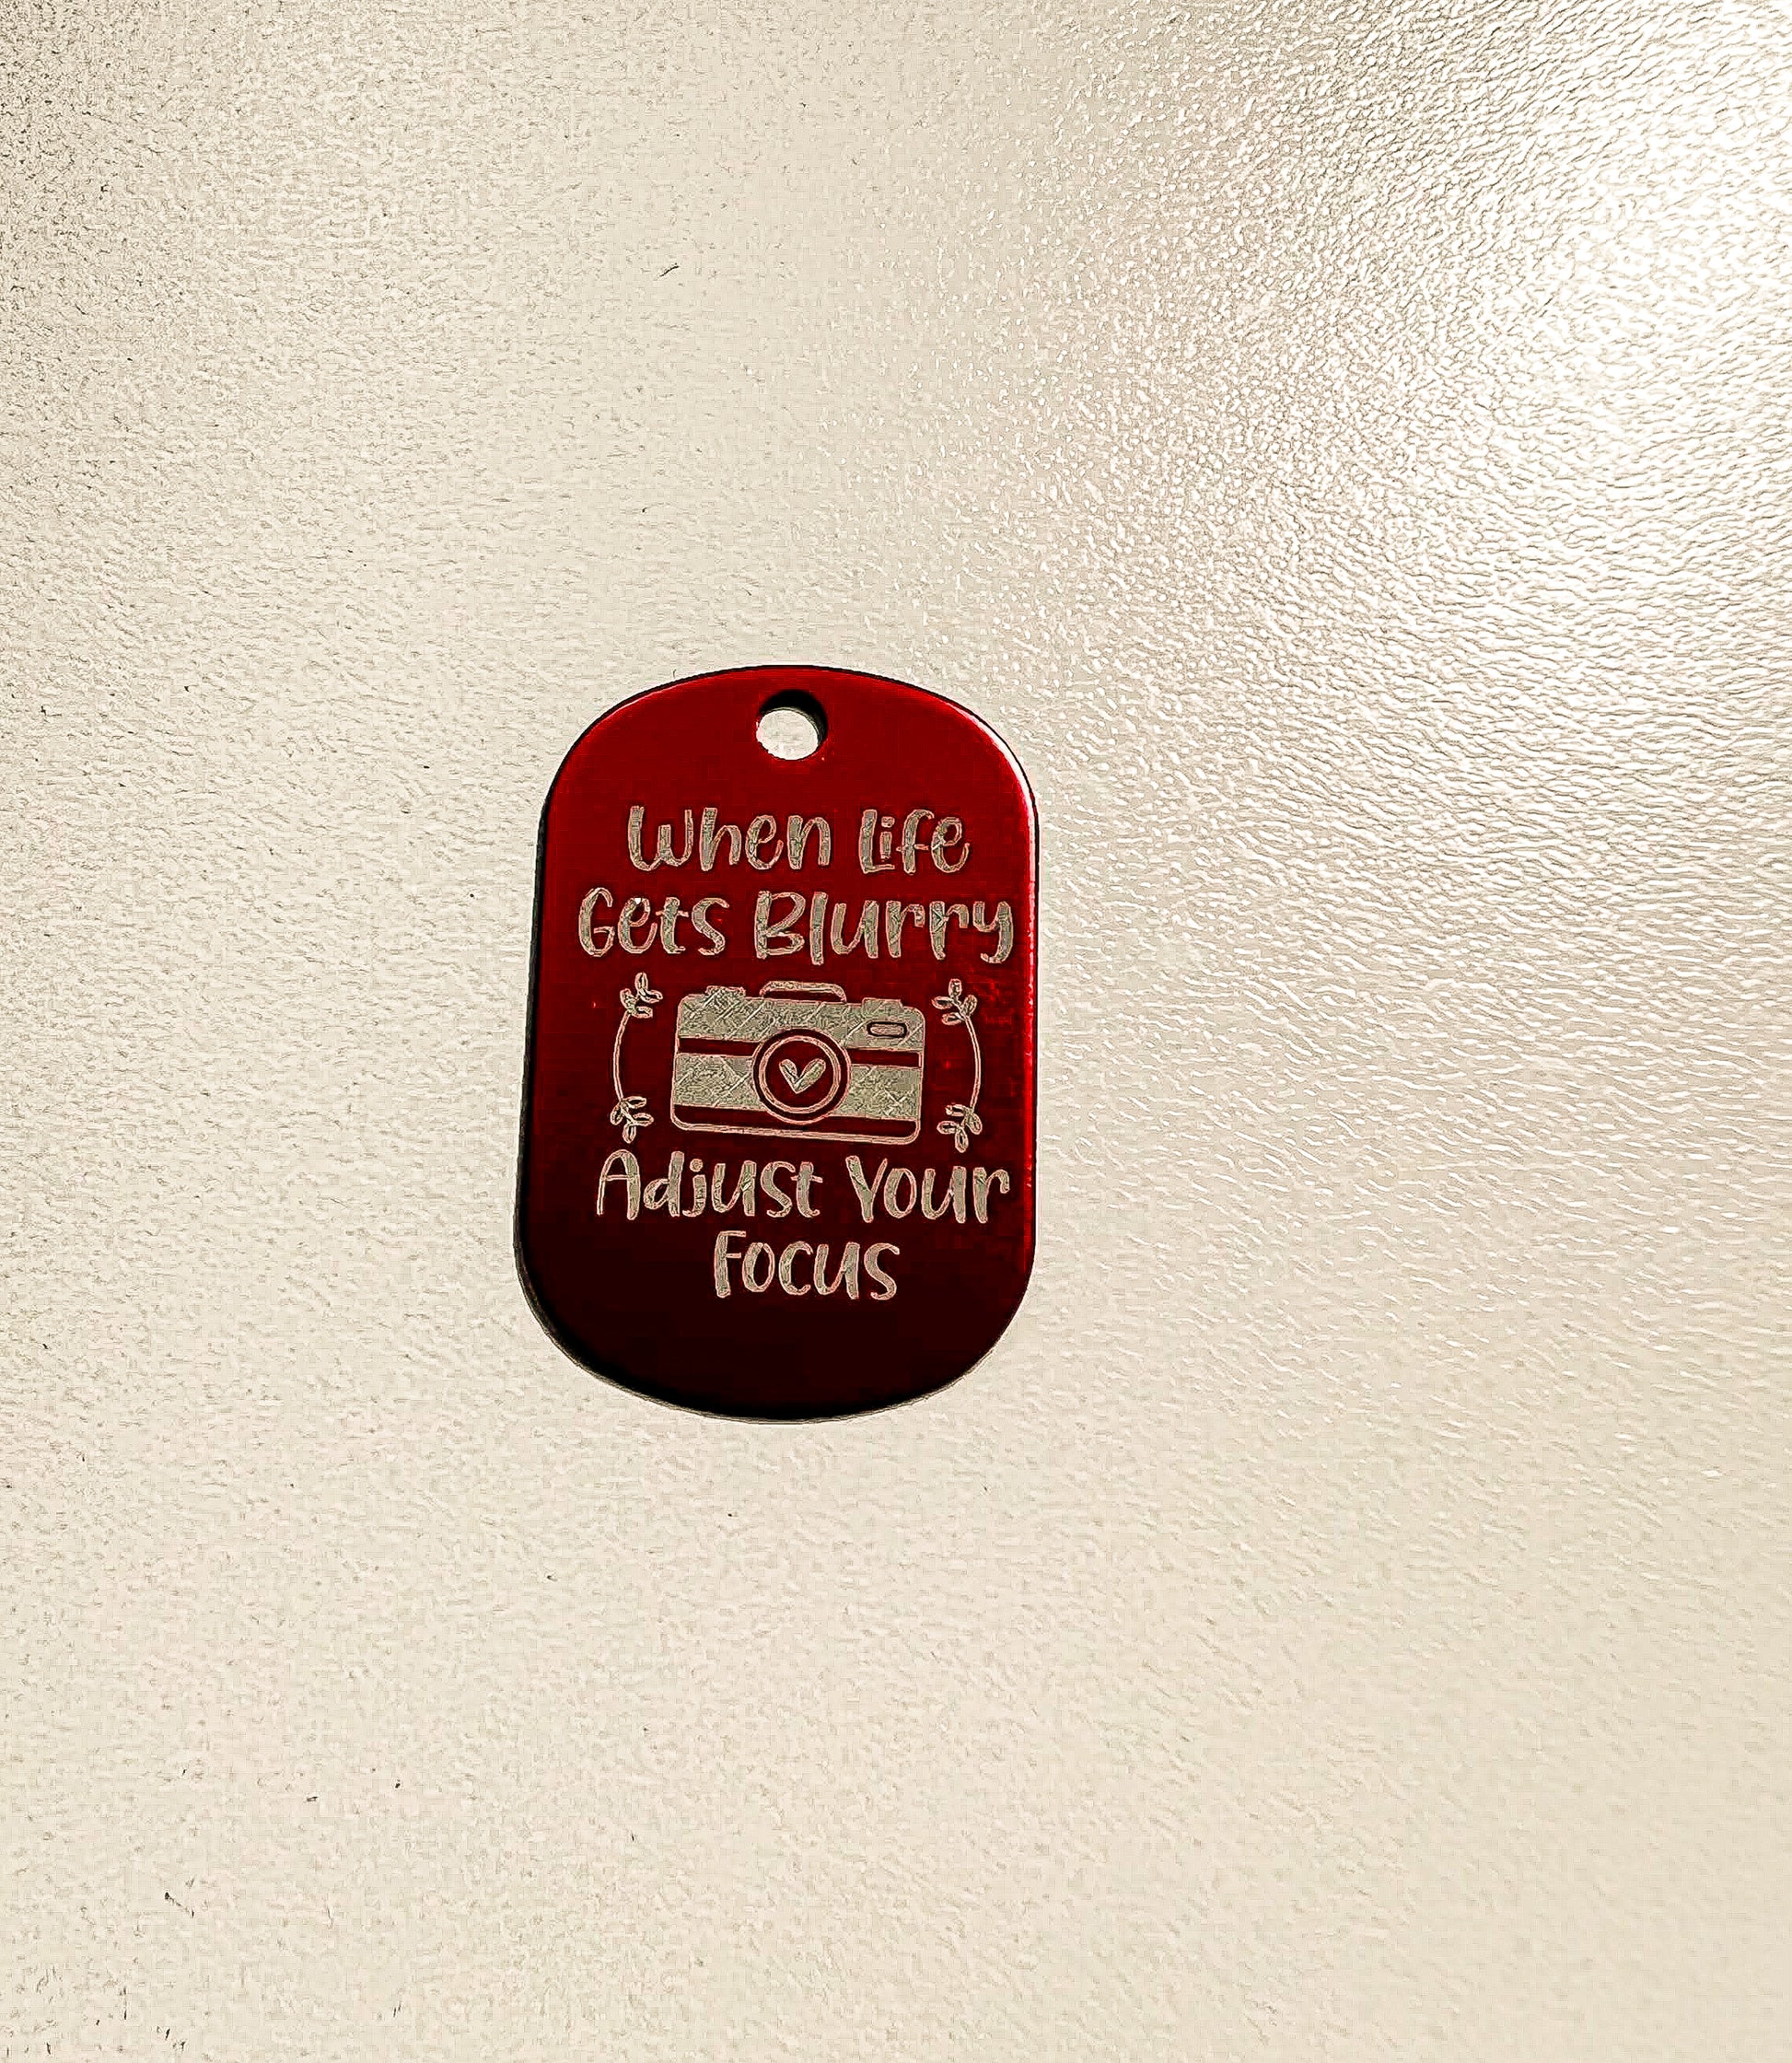 When Life
Gets Blurry
Adjust Your
Focus